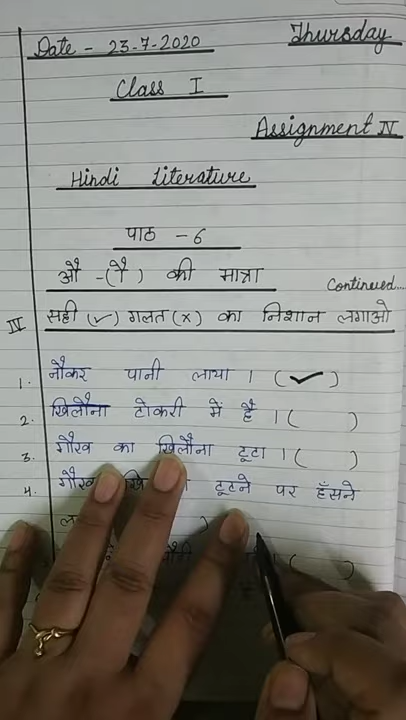 Date - 23-7-2020 Thursday
Class I
Assignment IV
Hindi Literature
पाठ - 6
औ - (ौ) की मात्रा
Continued...
IV सही (✓) गलत (x) का निशान लगाओ
1. नौकर पानी लाया । (✓)
2. खिलौना टोकरी में है । ( )
3. गौरव का खिलौना टूटा । ( )
4. गौरव टूटने पर हँसने
( )